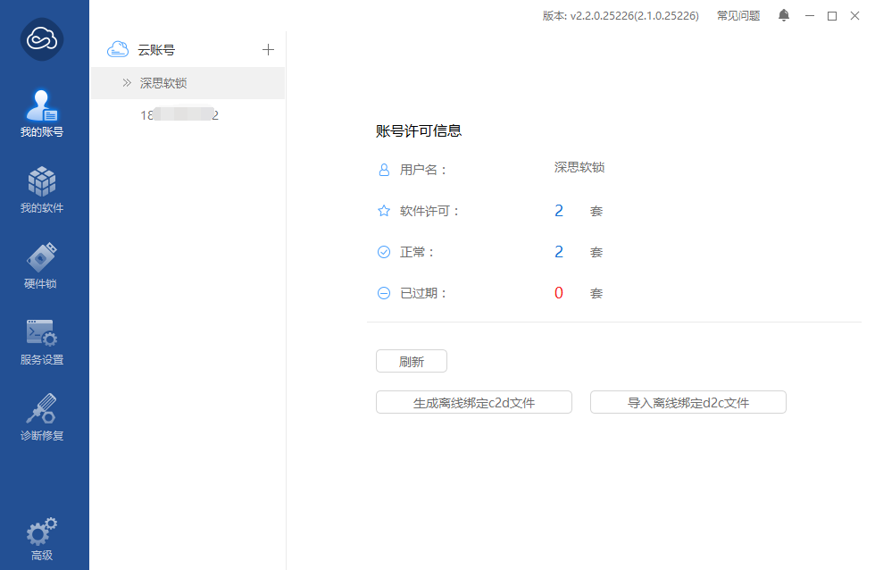 版本: v2.2.0.25226(2.1.0.25226) 常见问题
云账号
我的账号
深思软锁
18
2
账号许可信息
用户名：
深思软锁
我的软件
软件许可：
2 套
正常：
2 套
硬件锁
已过期：
0 套
服务设置
刷新
生成离线绑定c2d文件
导入离线绑定d2c文件
诊断修复
高级